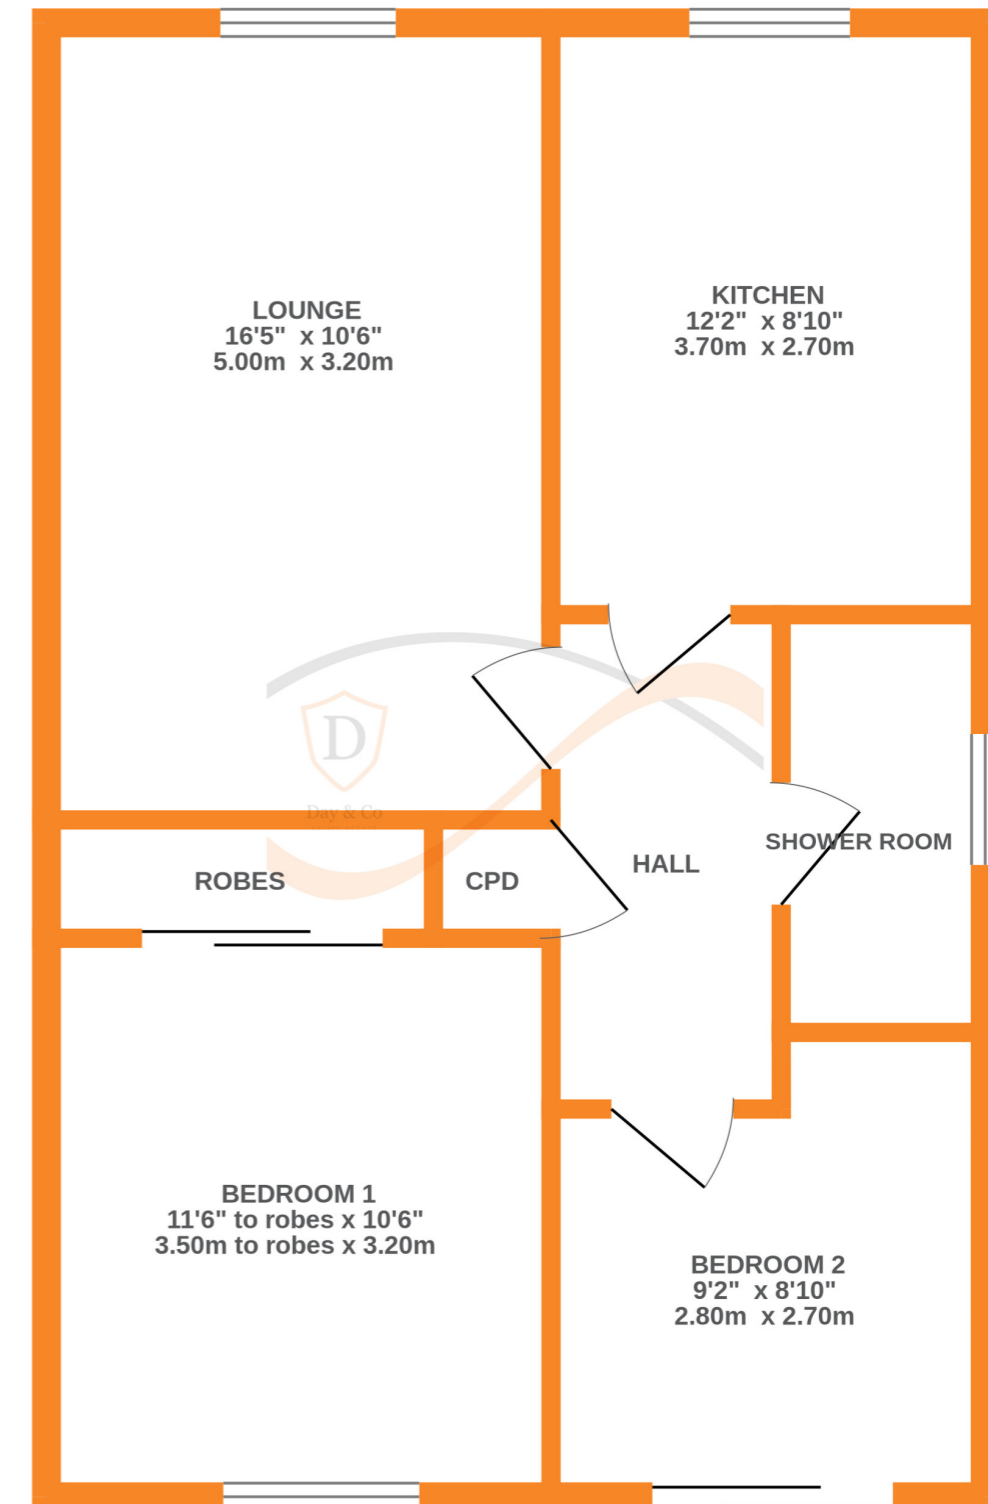 LOUNGE
16'5" x 10'6"
5.00m x 3.20m
KITCHEN
12'2" x 8'10"
3.70m x 2.70m
D
Day & Co
ROBES
CPD
HALL
SHOWER ROOM
BEDROOM 1
11'6" to robes x 10'6"
3.50m to robes x 3.20m
BEDROOM 2
9'2" x 8'10"
2.80m x 2.70m